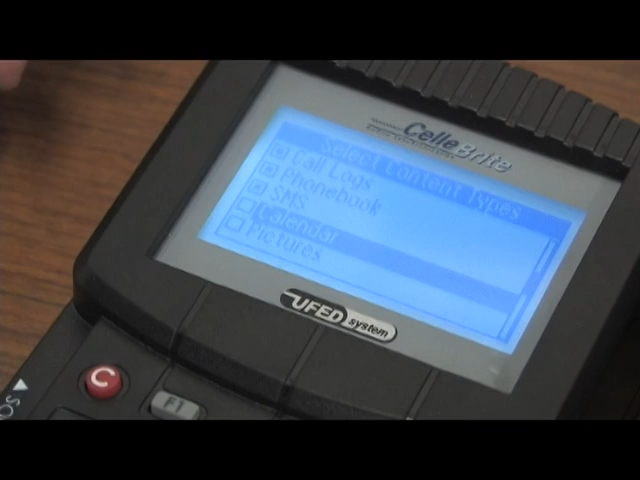 CelleBrite
Select Content Types
Call Logs
Phonebook
SMS
Calendar
Pictures
UFED system
C
F1